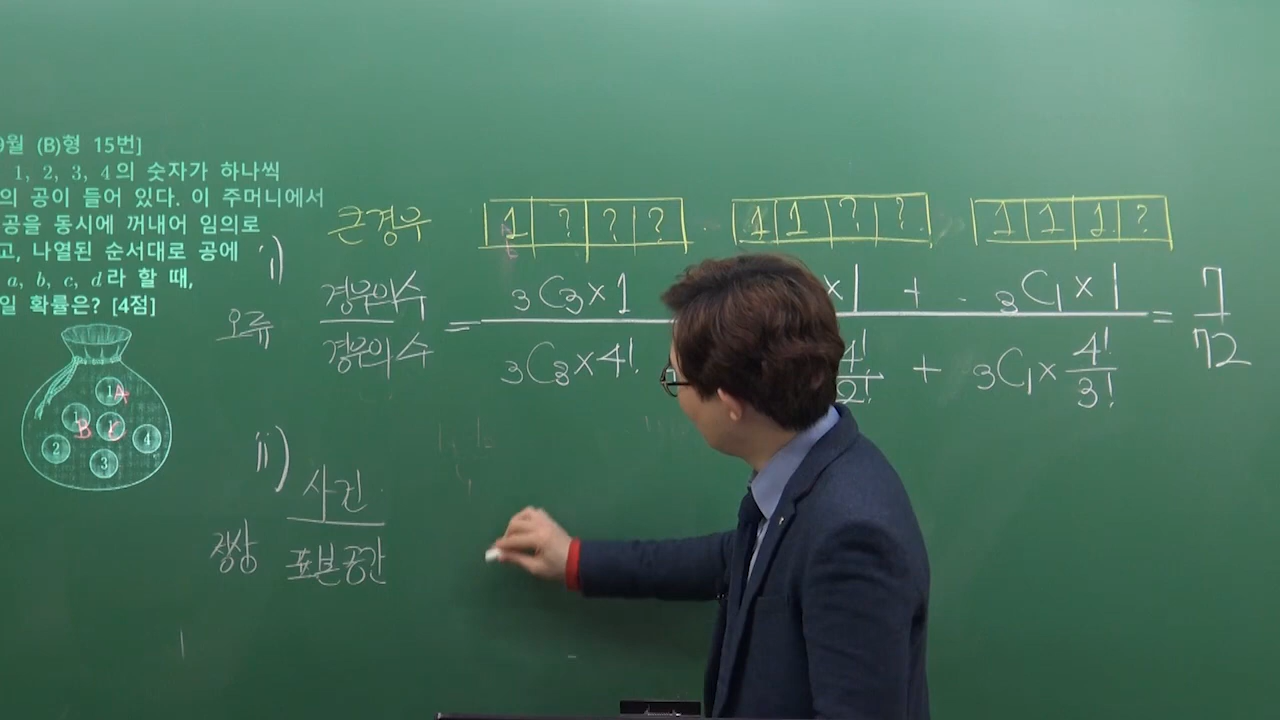 9월 (B)형 15번]
1, 2, 3, 4의 숫자가 하나씩
의 공이 들어 있다. 이 주머니에서
공을 동시에 꺼내어 임의로
고, 나열된 순서대로 공에
a, b, c, d라 할 때,
일 확률은? [4점]
1 A
1 B 1 C
2 3 4
큰경우 1 ? ? ? 1 1 ? ? 1 1 1 ?
i)
오류
경우의수 / 경우의수 = ₃C₃×1 ×1 + ₃C₁×1 / ₃C₃×4! 4!/2! + ₃C₁×4!/3! = 7/72
ii)
정상
사건
표본공간